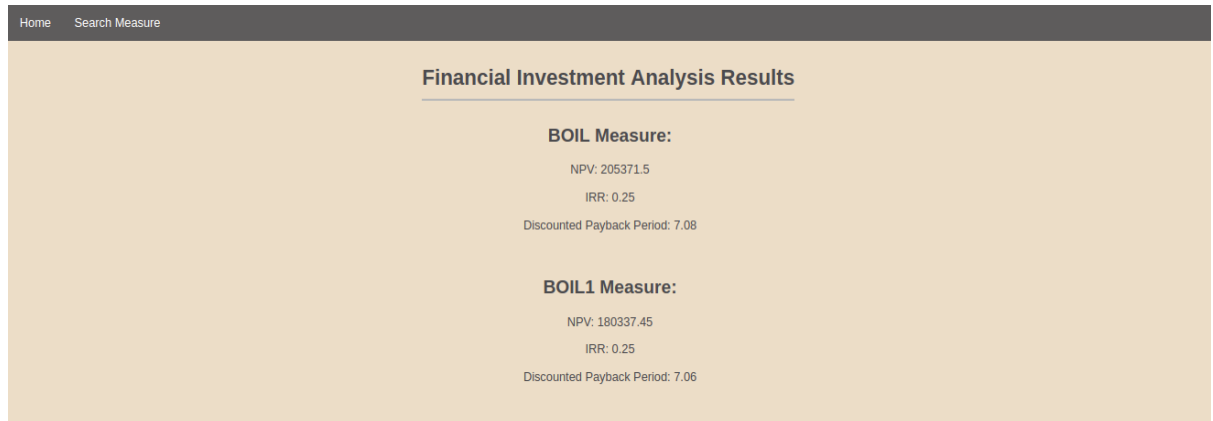 Home Search Measure
Financial Investment Analysis Results
BOIL Measure:
NPV: 205371.5
IRR: 0.25
Discounted Payback Period: 7.08
BOIL1 Measure:
NPV: 180337.45
IRR: 0.25
Discounted Payback Period: 7.06